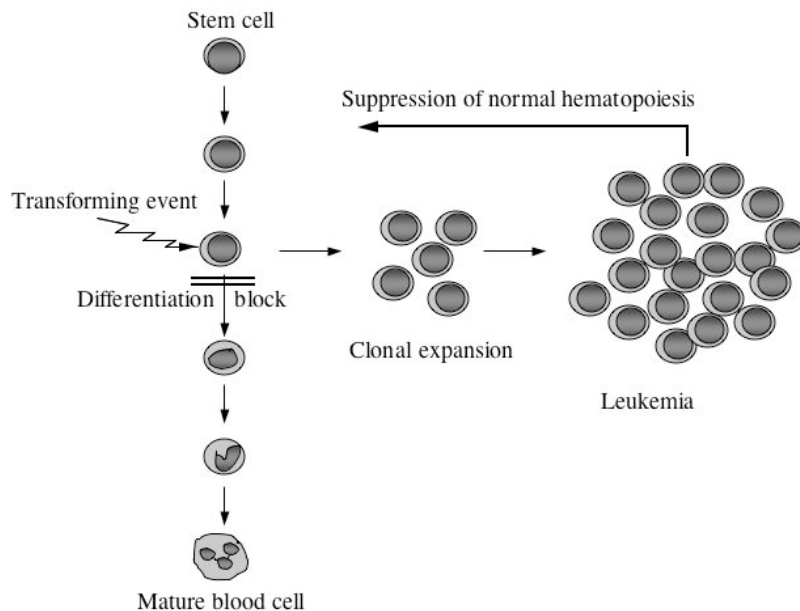 Stem cell
Suppression of normal hematopoiesis
Transforming event
Differentiation block
Clonal expansion
Leukemia
Mature blood cell